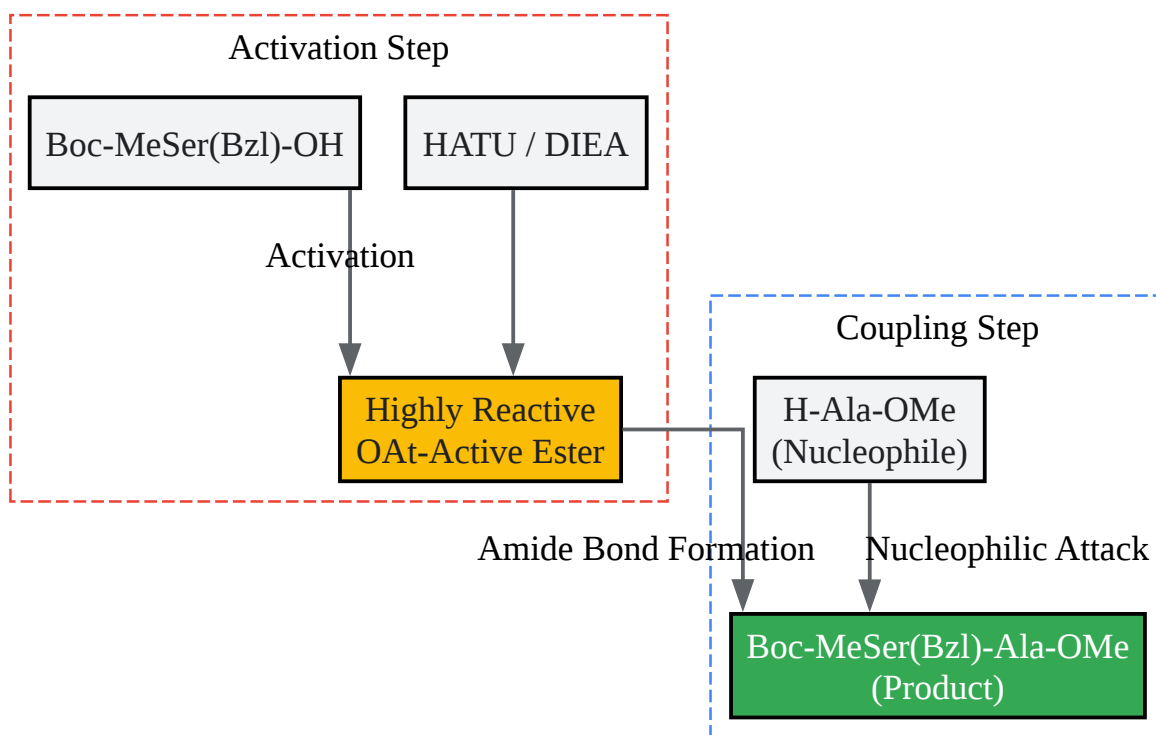 Activation Step
Boc-MeSer(Bzl)-OH
HATU / DIEA
Activation
Highly Reactive
OAt-Active Ester
Coupling Step
H-Ala-OMe
(Nucleophile)
Amide Bond Formation
Nucleophilic Attack
Boc-MeSer(Bzl)-Ala-OMe
(Product)